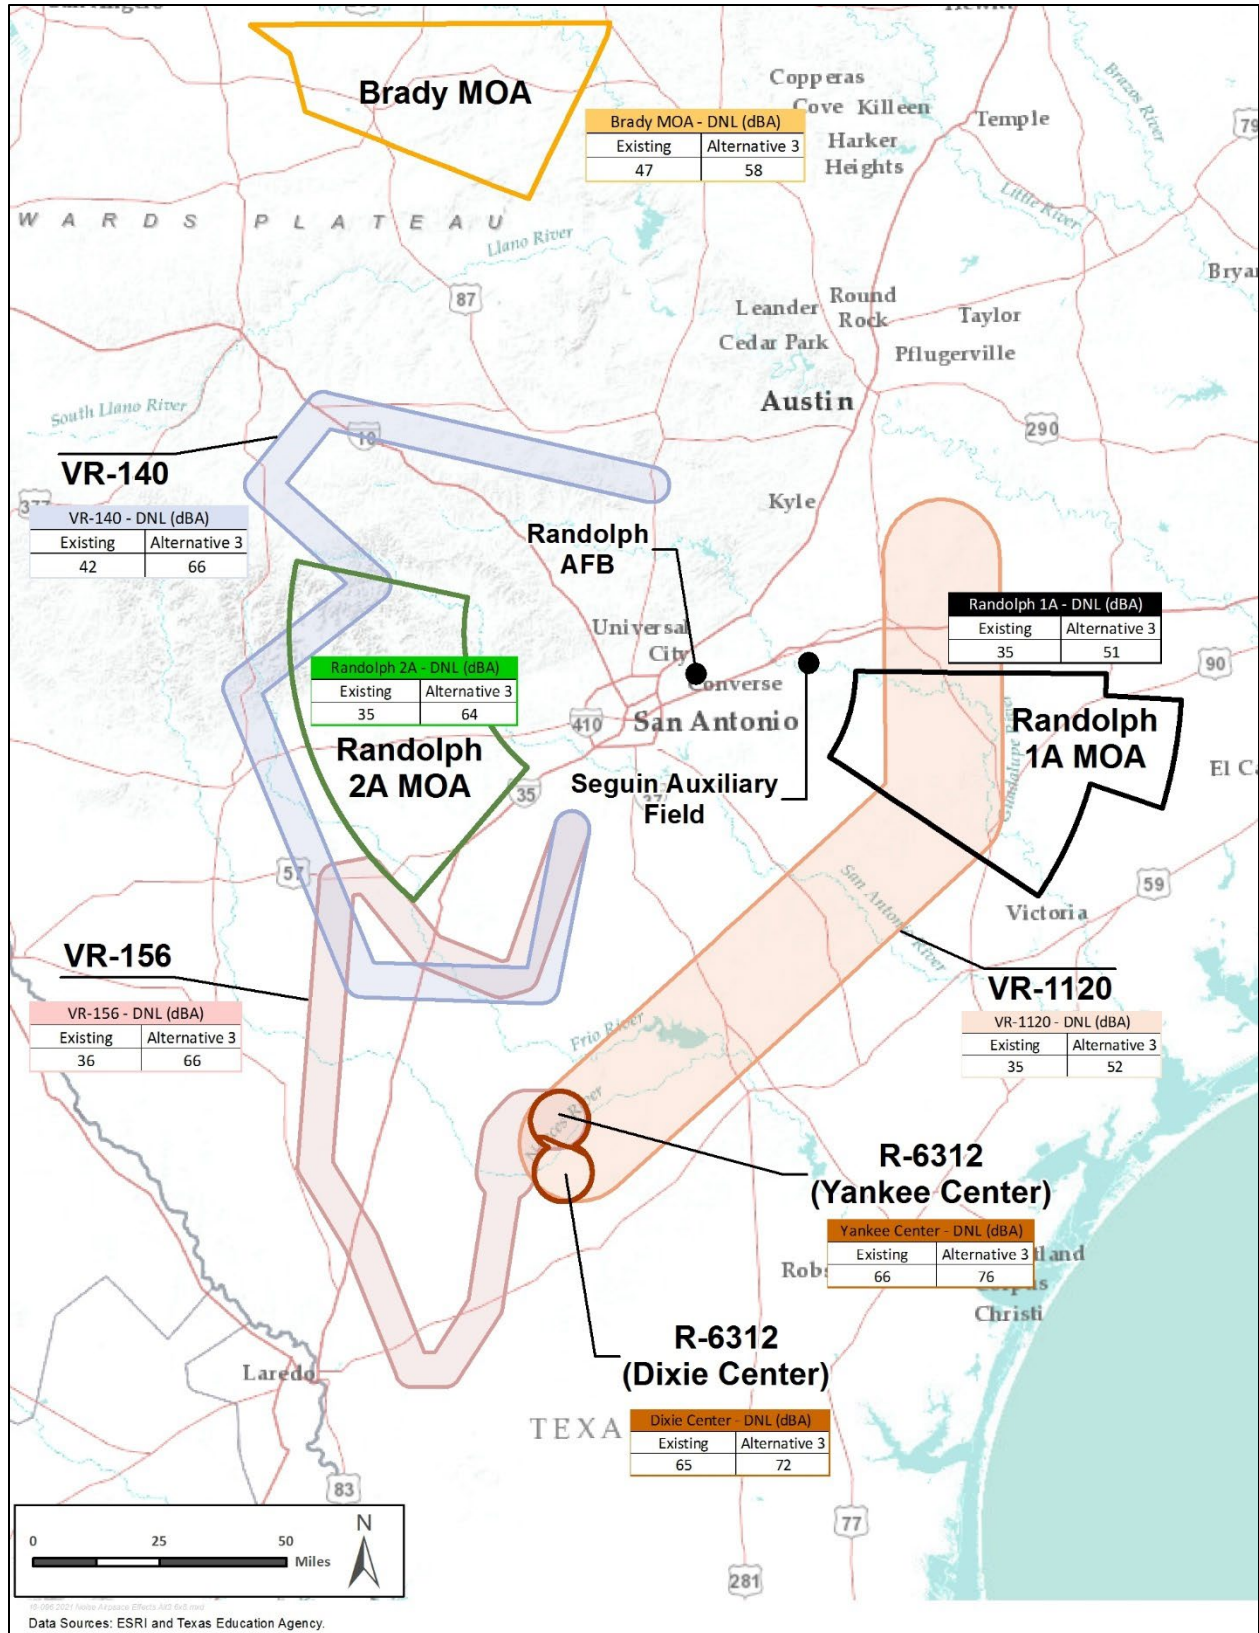 Brady MOA
Brady MOA - DNL (dBA)
Existing Alternative 3
47 58
Copperas
Cove Killeen
Harker
Heights
Temple
Brazos River
79
Little River
W A R D S P L A T E A U
Llano River
87
Leander
Round
Rock
Cedar Park
Taylor
Pflugerville
South Llano River
Austin
10
290
VR-140
377
VR-140 - DNL (dBA)
Existing Alternative 3
42 66
Kyle
Randolph
AFB
Universal
City
Randolph 1A - DNL (dBA)
Existing Alternative 3
35 51
90
Randolph 2A - DNL (dBA)
Existing Alternative 3
35 64
Converse
410
San Antonio
Randolph
2A MOA
Randolph
1A MOA
Guadalupe River
35
Seguin Auxiliary
Field
57
San Antonio River
59
Victoria
VR-156
VR-156 - DNL (dBA)
Existing Alternative 3
36 66
VR-1120
VR-1120 - DNL (dBA)
Existing Alternative 3
35 52
Frio River
Nueces River
R-6312
(Yankee Center)
Yankee Center - DNL (dBA)
Existing Alternative 3
66 76
Christi
R-6312
(Dixie Center)
Dixie Center - DNL (dBA)
Existing Alternative 3
65 72
Laredo
TEXA
83
77
281
N
0 25 50
Miles
Data Sources: ESRI and Texas Education Agency.